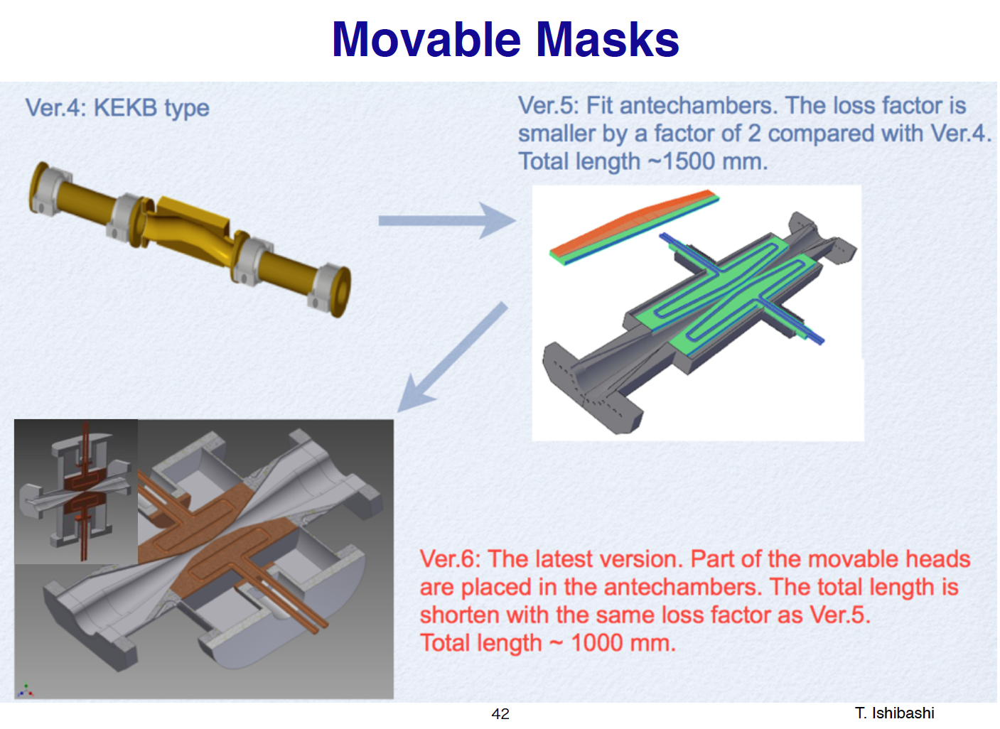 Movable Masks
Ver.4: KEKB type
Ver.5: Fit antechambers. The loss factor is
smaller by a factor of 2 compared with Ver.4.
Total length ~1500 mm.
Ver.6: The latest version. Part of the movable heads
are placed in the antechambers. The total length is
shorten with the same loss factor as Ver.5.
Total length ~ 1000 mm.
42
T. Ishibashi